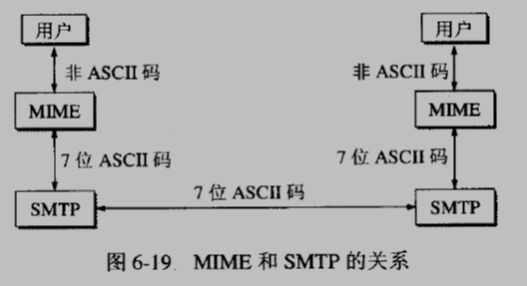 用户 用户
非 ASCII 码 非 ASCII 码
MIME MIME
7 位 ASCII 码 7 位 ASCII 码
7 位 ASCII 码
SMTP SMTP
图 6-19. MIME 和 SMTP 的关系